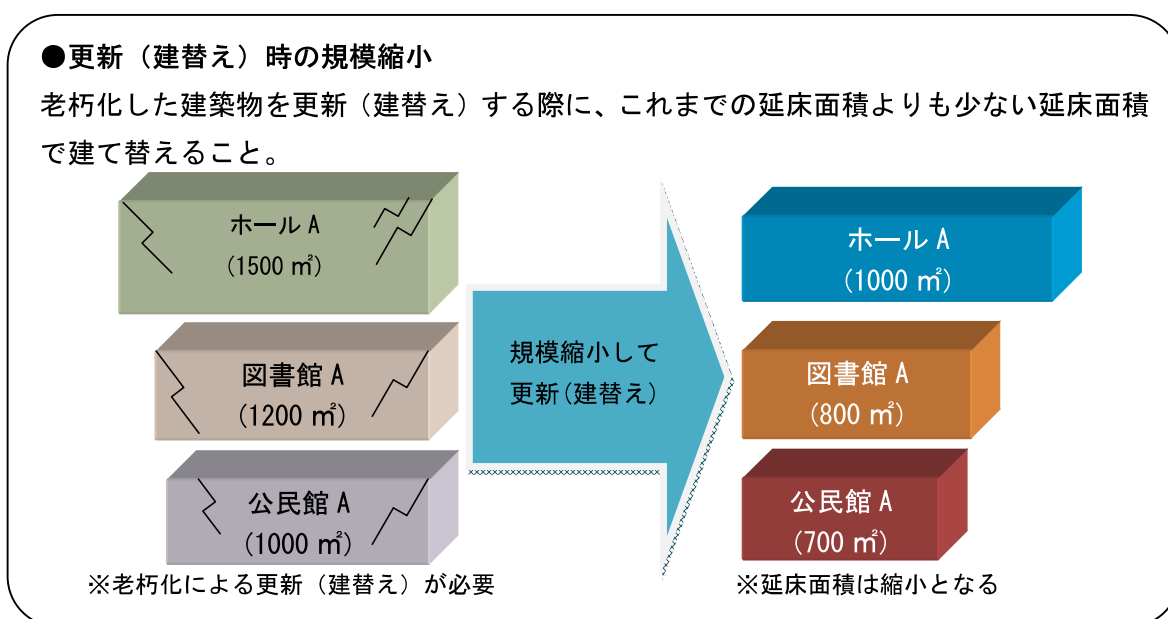 ●更新（建替え）時の規模縮小
老朽化した建築物を更新（建替え）する際に、これまでの延床面積よりも少ない延床面積
で建て替えること。
ホール A
(1500 ㎡)
図書館 A
(1200 ㎡)
公民館 A
(1000 ㎡)
※老朽化による更新（建替え）が必要
規模縮小して
更新(建替え)
ホール A
(1000 ㎡)
図書館 A
(800 ㎡)
公民館 A
(700 ㎡)
※延床面積は縮小となる